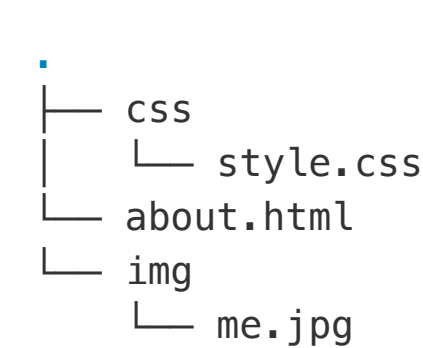 .
├── css
│   └── style.css
└── about.html
└── img
    └── me.jpg